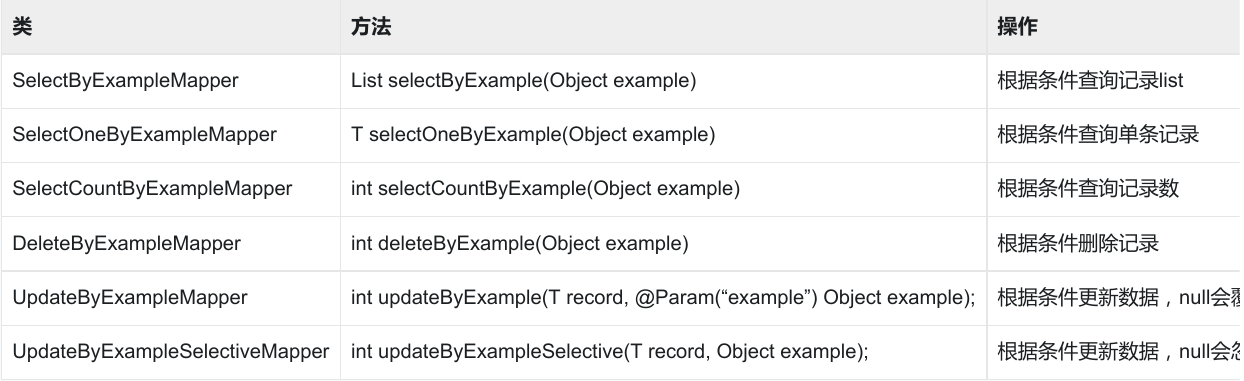 类 方法 操作
SelectByExampleMapper List selectByExample(Object example) 根据条件查询记录list
SelectOneByExampleMapper T selectOneByExample(Object example) 根据条件查询单条记录
SelectCountByExampleMapper int selectCountByExample(Object example) 根据条件查询记录数
DeleteByExampleMapper int deleteByExample(Object example) 根据条件删除记录
UpdateByExampleMapper int updateByExample(T record, @Param(“example”) Object example); 根据条件更新数据，null会
UpdateByExampleSelectiveMapper int updateByExampleSelective(T record, Object example); 根据条件更新数据，null会